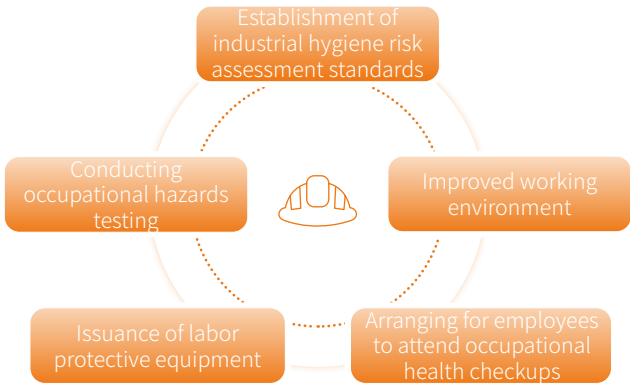 Establishment of
industrial hygiene risk
assessment standards
Conducting
occupational hazards
testing
Improved working
environment
Issuance of labor
protective equipment
Arranging for employees
to attend occupational
health checkups